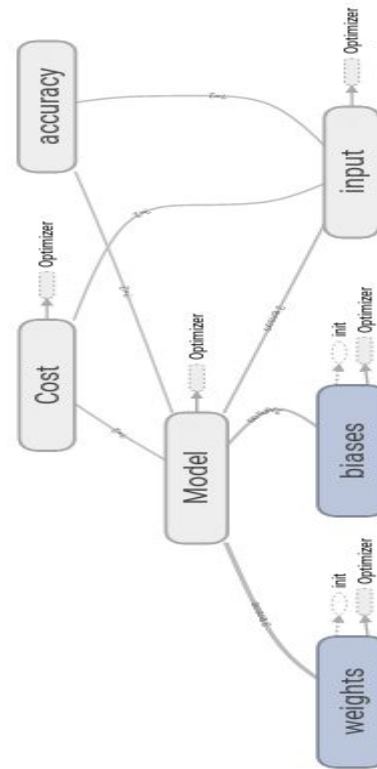 Cost
Optimizer
accuracy
Model
Optimizer
weights
init
Optimizer
biases
init
Optimizer
input
Optimizer